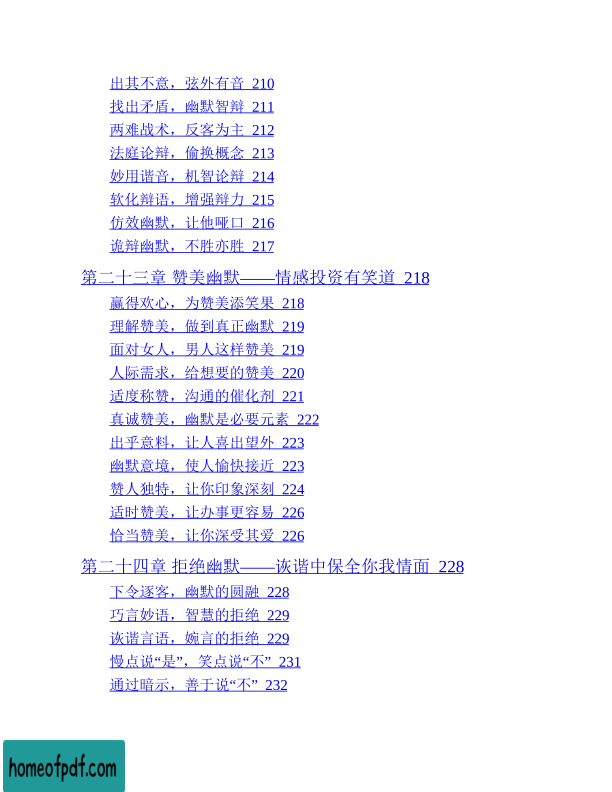 出其不意，弦外有音 210
找出矛盾，幽默智辩 211
两难战术，反客为主 212
法庭论辩，偷换概念 213
妙用谐音，机智论辩 214
软化辩语，增强辩力 215
仿效幽默，让他哑口 216
诡辩幽默，不胜亦胜 217
第二十三章 赞美幽默——情感投资有笑道 218
赢得欢心，为赞美添笑果 218
理解赞美，做到真正幽默 219
面对女人，男人这样赞美 219
人际需求，给想要的赞美 220
适度称赞，沟通的催化剂 221
真诚赞美，幽默是必要元素 222
出乎意料，让人喜出望外 223
幽默意境，使人愉快接近 223
赞人独特，让你印象深刻 224
适时赞美，让办事更容易 226
恰当赞美，让你深受其爱 226
第二十四章 拒绝幽默——诙谐中保全你我情面 228
下令逐客，幽默的圆融 228
巧言妙语，智慧的拒绝 229
诙谐言语，婉言的拒绝 229
慢点说“是”，笑点说“不” 231
通过暗示，善于说“不” 232
homeofpdf.com